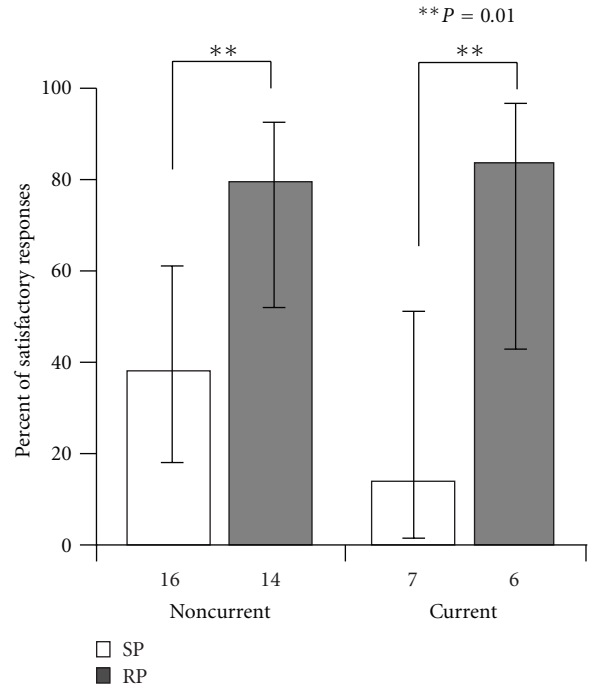 **P = 0.01
** **
100
80
60
40
20
0
Percent of satisfactory responses
16 14 7 6
Noncurrent Current
SP
RP